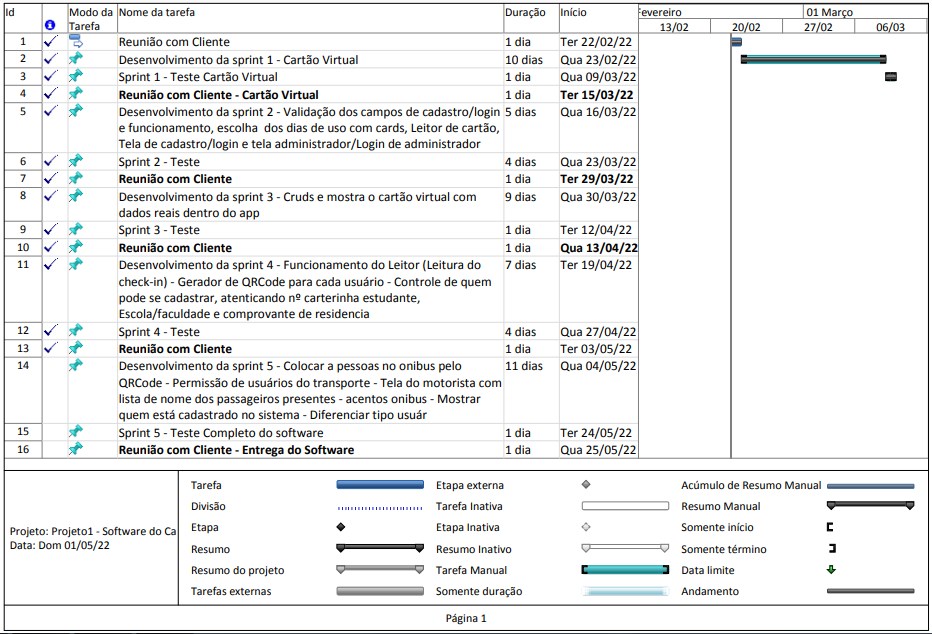 Id Modo da Tarefa Nome da tarefa Duração Início Fevereiro 01 Março
13/02 20/02 27/02 06/03
1 Reunião com Cliente 1 dia Ter 22/02/22
2 Desenvolvimento da sprint 1 - Cartão Virtual 10 dias Qua 23/02/22
3 Sprint 1 - Teste Cartão Virtual 1 dia Qua 09/03/22
4 Reunião com Cliente - Cartão Virtual 1 dia Ter 15/03/22
5 Desenvolvimento da sprint 2 - Validação dos campos de cadastro/login 5 dias Qua 16/03/22
e funcionamento, escolha dos dias de uso com cards, Leitor de cartão,
Tela de cadastro/login e tela administrador/Login de administrador
6 Sprint 2 - Teste 4 dias Qua 23/03/22
7 Reunião com Cliente 1 dia Ter 29/03/22
8 Desenvolvimento da sprint 3 - Cruds e mostra o cartão virtual com 9 dias Qua 30/03/22
dados reais dentro do app
9 Sprint 3 - Teste 1 dia Ter 12/04/22
10 Reunião com Cliente 1 dia Qua 13/04/22
11 Desenvolvimento da sprint 4 - Funcionamento do Leitor (Leitura do 7 dias Ter 19/04/22
check-in) - Gerador de QRCode para cada usuário - Controle de quem
pode se cadastrar, atenticando nº carterinha estudante,
Escola/faculdade e comprovante de residencia
12 Sprint 4 - Teste 4 dias Qua 27/04/22
13 Reunião com Cliente 1 dia Ter 03/05/22
14 Desenvolvimento da sprint 5 - Colocar a pessoas no onibus pelo 11 dias Qua 04/05/22
QRCode - Permissão de usuários do transporte - Tela do motorista com
lista de nome dos passageiros presentes - acentos onibus - Mostrar
quem está cadastrado no sistema - Diferenciar tipo usuár
15 Sprint 5 - Teste Completo do software 1 dia Ter 24/05/22
16 Reunião com Cliente - Entrega do Software 1 dia Qua 25/05/22
Projeto: Projeto1 - Software do Ca
Data: Dom 01/05/22
Tarefa Etapa externa Acúmulo de Resumo Manual
Divisão Tarefa Inativa Resumo Manual
Etapa Etapa Inativa Somente início
Resumo Resumo Inativo Somente término
Resumo do projeto Tarefa Manual Data limite
Tarefas externas Somente duração Andamento
Página 1